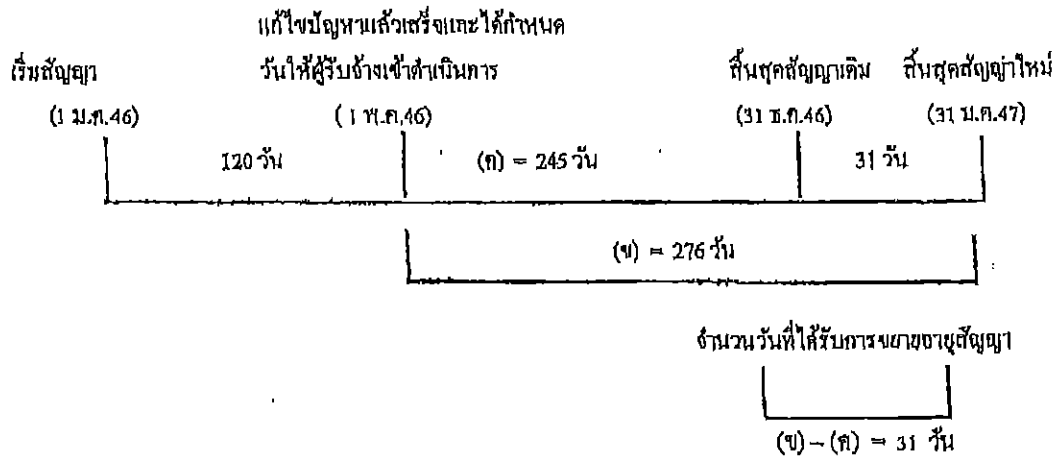 แก้ไขปัญหาแล้วเสร็จและได้กำหนด
เริ่มสัญญา วันให้ผู้รับจ้างเข้าดำเนินการ สิ้นสุดสัญญาเดิม สิ้นสุดสัญญาใหม่
(1 ม.ค.46) (1 พ.ค.46) (31 ธ.ค.46) (31 ม.ค.47)
120 วัน (ค) = 245 วัน 31 วัน
(ข) = 276 วัน
จำนวนวันที่ได้รับการขยายอายุสัญญา
(ข) – (ค) = 31 วัน